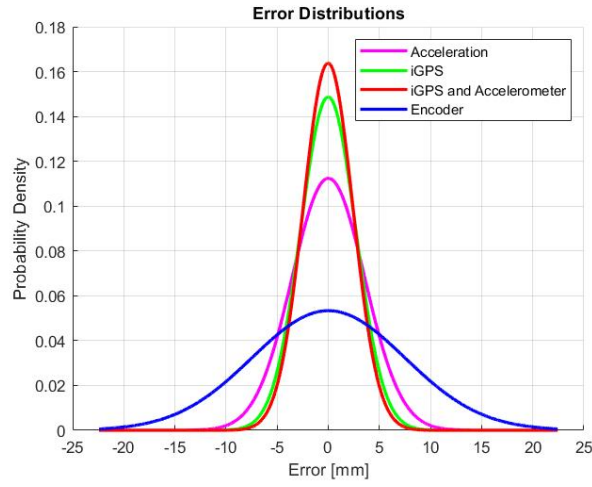 Error Distributions
0.18
0.16
0.14
0.12
0.1
0.08
0.06
0.04
0.02
0
Probability Density
Acceleration
iGPS
iGPS and Accelerometer
Encoder
-25 -20 -15 -10 -5 0 5 10 15 20 25
Error [mm]